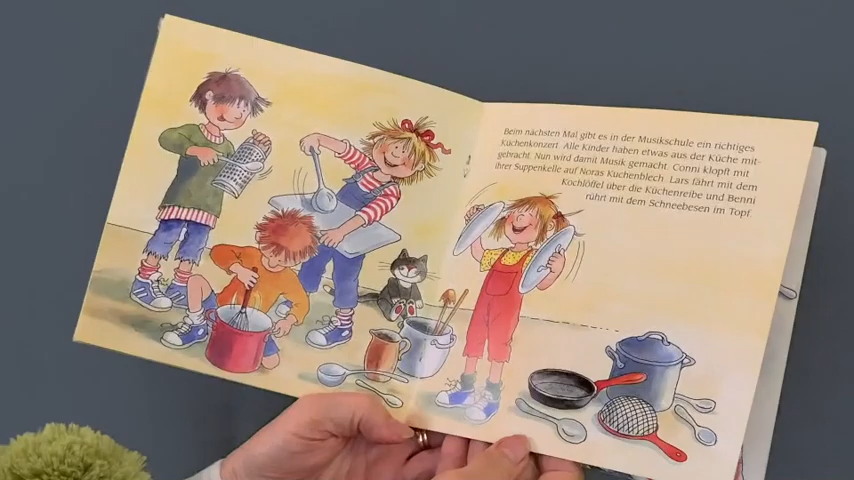 Beim nächsten Mal gibt es in der Musikschule ein richtiges
Küchenkonzert. Alle Kinder haben etwas aus der Küche mit-
gebracht. Nun wird damit Musik gemacht. Conni klopft mit
ihrer Suppenkelle auf Noras Kuchenblech. Lars fährt mit dem
Kochlöffel über die Küchenreibe und Benni
rührt mit dem Schneebesen im Topf.